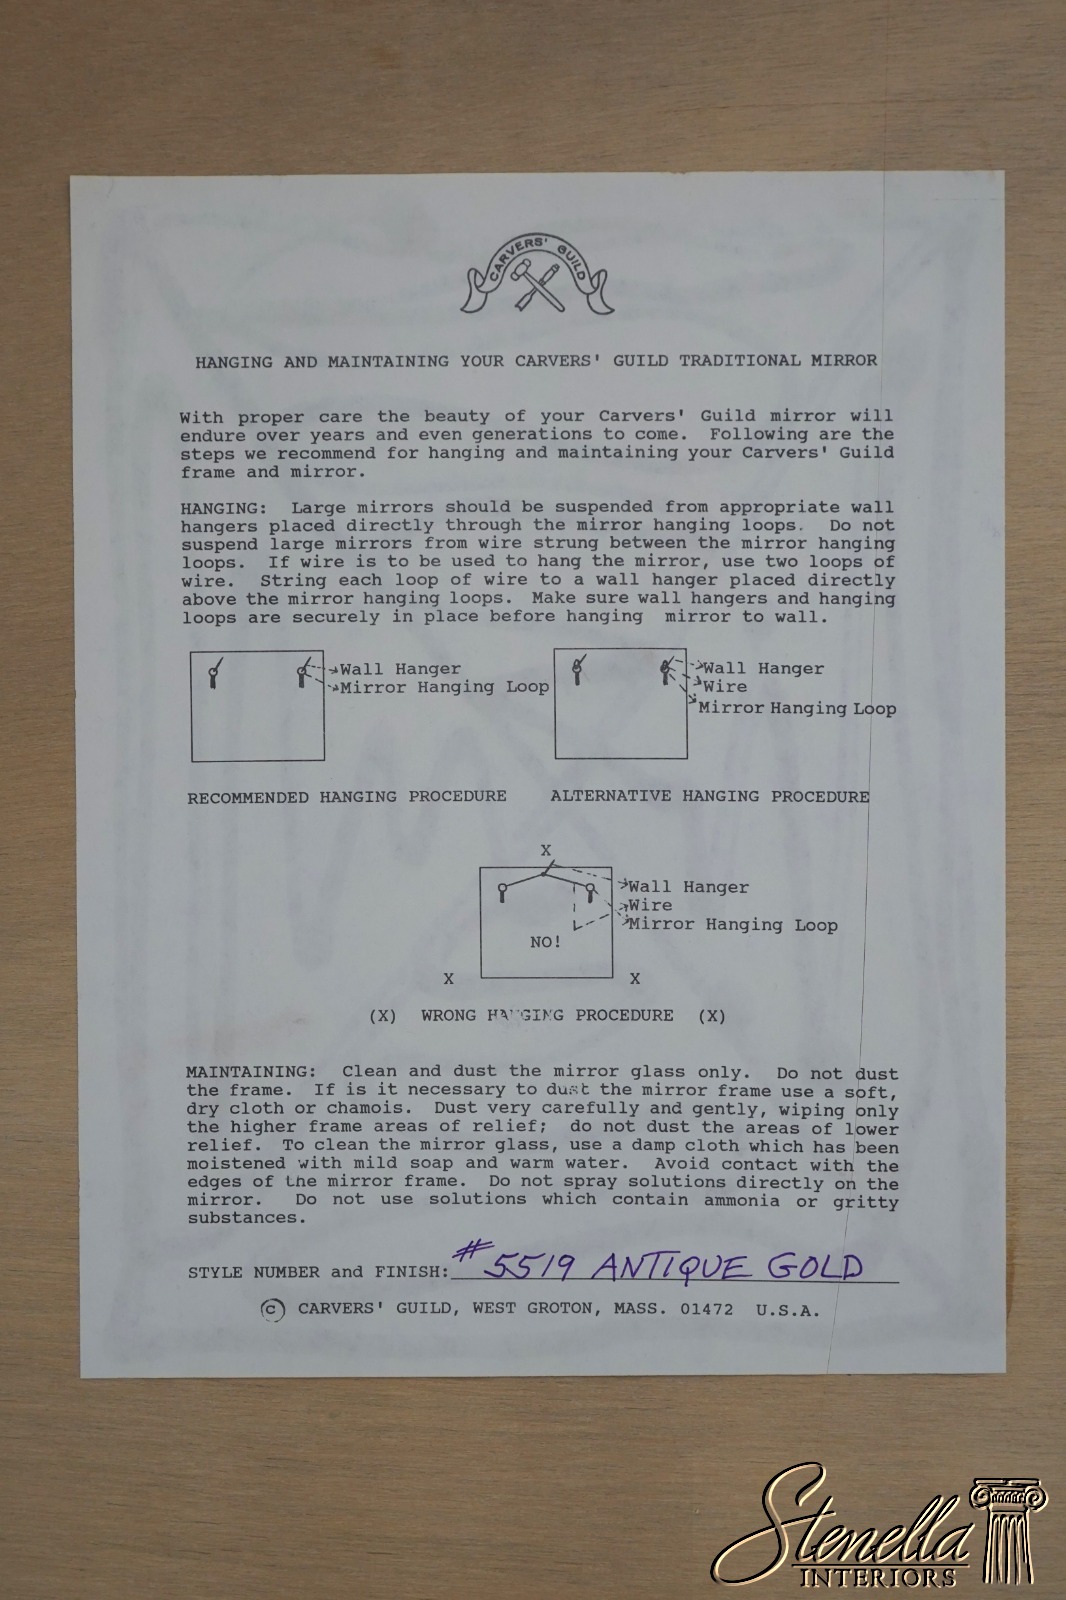 CARVERS' GUILD
HANGING AND MAINTAINING YOUR CARVERS' GUILD TRADITIONAL MIRROR
With proper care the beauty of your Carvers' Guild mirror will
endure over years and even generations to come. Following are the
steps we recommend for hanging and maintaining your Carvers' Guild
frame and mirror.
HANGING: Large mirrors should be suspended from appropriate wall
hangers placed directly through the mirror hanging loops. Do not
suspend large mirrors from wire strung between the mirror hanging
loops. If wire is to be used to hang the mirror, use two loops of
wire. String each loop of wire to a wall hanger placed directly
above the mirror hanging loops. Make sure wall hangers and hanging
loops are securely in place before hanging mirror to wall.
Wall Hanger
Mirror Hanging Loop
Wall Hanger
Wire
Mirror Hanging Loop
RECOMMENDED HANGING PROCEDURE
ALTERNATIVE HANGING PROCEDURE
X
Wall Hanger
Wire
Mirror Hanging Loop
NO!
X X
(X) WRONG HANGING PROCEDURE (X)
MAINTAINING: Clean and dust the mirror glass only. Do not dust
the frame. If is it necessary to dust the mirror frame use a soft,
dry cloth or chamois. Dust very carefully and gently, wiping only
the higher frame areas of relief; do not dust the areas of lower
relief. To clean the mirror glass, use a damp cloth which has been
moistened with mild soap and warm water. Avoid contact with the
edges of the mirror frame. Do not spray solutions directly on the
mirror. Do not use solutions which contain ammonia or gritty
substances.
STYLE NUMBER and FINISH: #5519 ANTIQUE GOLD
© CARVERS' GUILD, WEST GROTON, MASS. 01472 U.S.A.
Stenella
INTERIORS